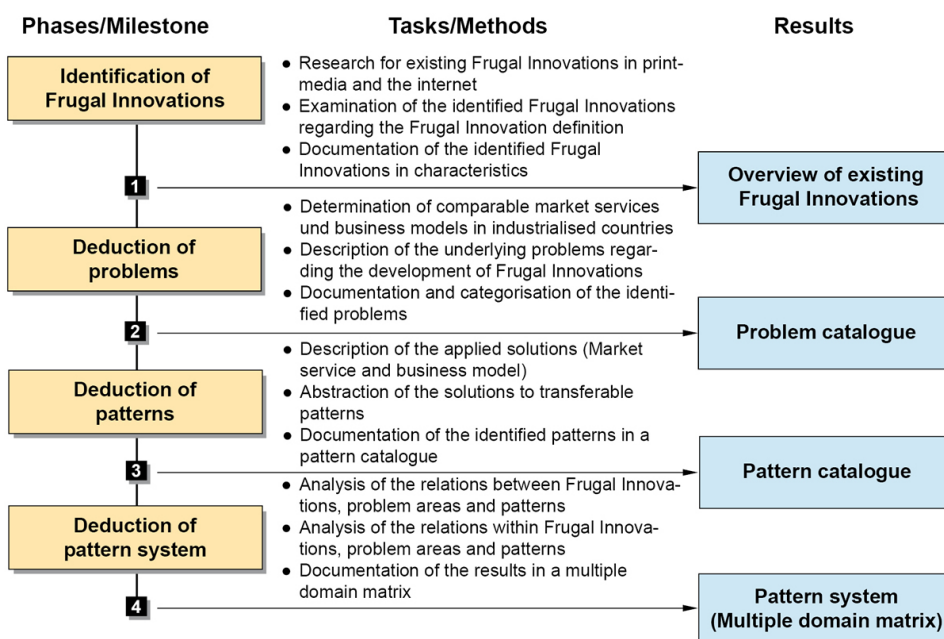 Phases/Milestone
Tasks/Methods
Results
Identification of
Frugal Innovations
● Research for existing Frugal Innovations in print-
media and the internet
● Examination of the identified Frugal Innovations
regarding the Frugal Innovation definition
● Documentation of the identified Frugal
Innovations in characteristics
1
Overview of existing
Frugal Innovations
Deduction of
problems
● Determination of comparable market services
und business models in industrialised countries
● Description of the underlying problems regar-
ding the development of Frugal Innovations
● Documentation and categorisation of the identi-
fied problems
2
Problem catalogue
Deduction of
patterns
● Description of the applied solutions (Market
service and business model)
● Abstraction of the solutions to transferable
patterns
● Documentation of the identified patterns in a
pattern catalogue
3
Pattern catalogue
Deduction of
pattern system
● Analysis of the relations between Frugal Innova-
tions, problem areas and patterns
● Analysis of the relations within Frugal Innova-
tions, problem areas and patterns
● Documentation of the results in a multiple
domain matrix
4
Pattern system
(Multiple domain matrix)